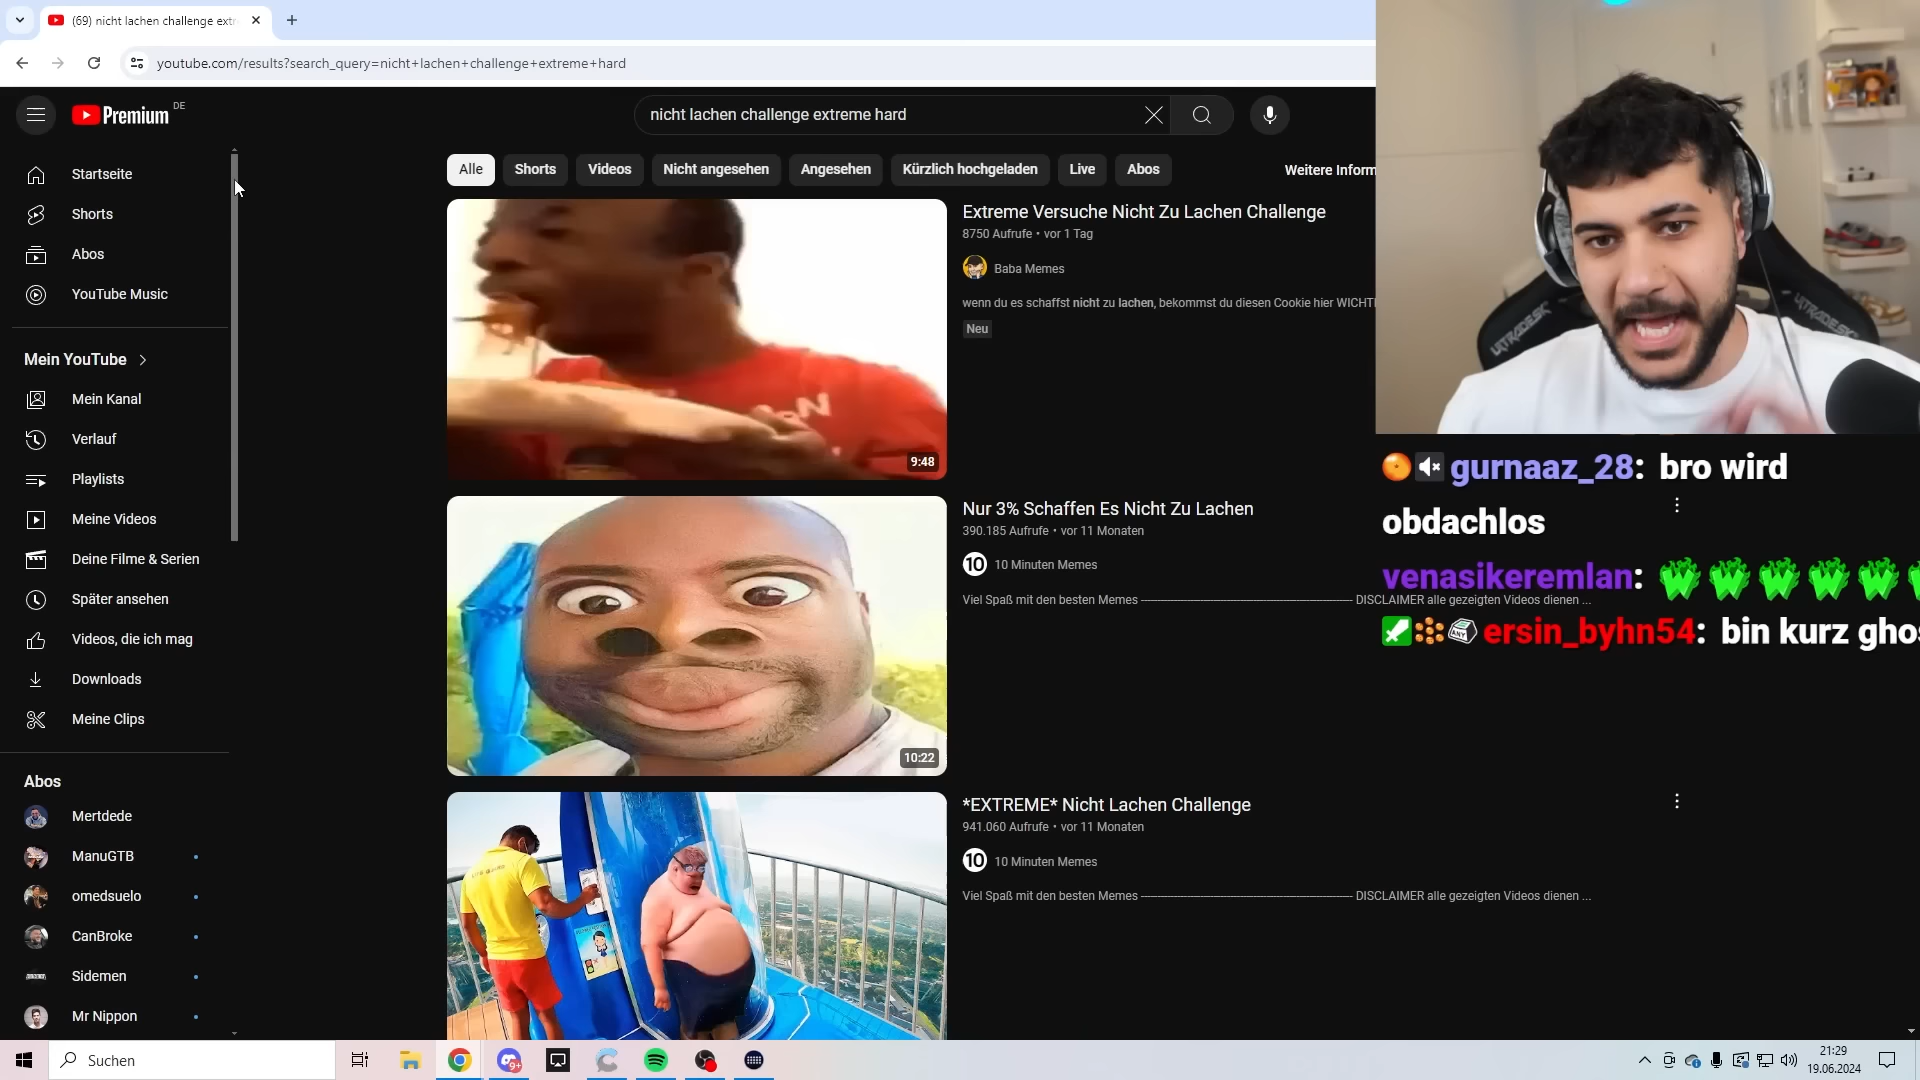 (69) nicht lachen challenge extr
youtube.com/results?search_query=nicht+lachen+challenge+extreme+hard
Premium
DE
nicht lachen challenge extreme hard
Startseite
Shorts
Abos
YouTube Music
Mein YouTube
Mein Kanal
Verlauf
Playlists
Meine Videos
Deine Filme & Serien
Später ansehen
Videos, die ich mag
Downloads
Meine Clips
Abos
Mertdede
ManuGTB
omedsuelo
CanBroke
Sidemen
Mr Nippon
Alle
Shorts
Videos
Nicht angesehen
Angesehen
Kürzlich hochgeladen
Live
Abos
Weitere Inform
9:48
Extreme Versuche Nicht Zu Lachen Challenge
8750 Aufrufe • vor 1 Tag
Baba Memes
wenn du es schaffst nicht zu lachen, bekommst du diesen Cookie hier WICHTI
Neu
10:22
Nur 3% Schaffen Es Nicht Zu Lachen
390.185 Aufrufe • vor 11 Monaten
10 10 Minuten Memes
Viel Spaß mit den besten Memes ---------------------------------------- DISCLAIMER alle gezeigten Videos dienen ...
*EXTREME* Nicht Lachen Challenge
941.060 Aufrufe • vor 11 Monaten
10 10 Minuten Memes
Viel Spaß mit den besten Memes ---------------------------------------- DISCLAIMER alle gezeigten Videos dienen ...
gurnaaz_28: bro wird
obdachlos
venasikeremlan:
ANY ersin_byhn54: bin kurz ghos
Suchen
9+
21:29
19.06.2024